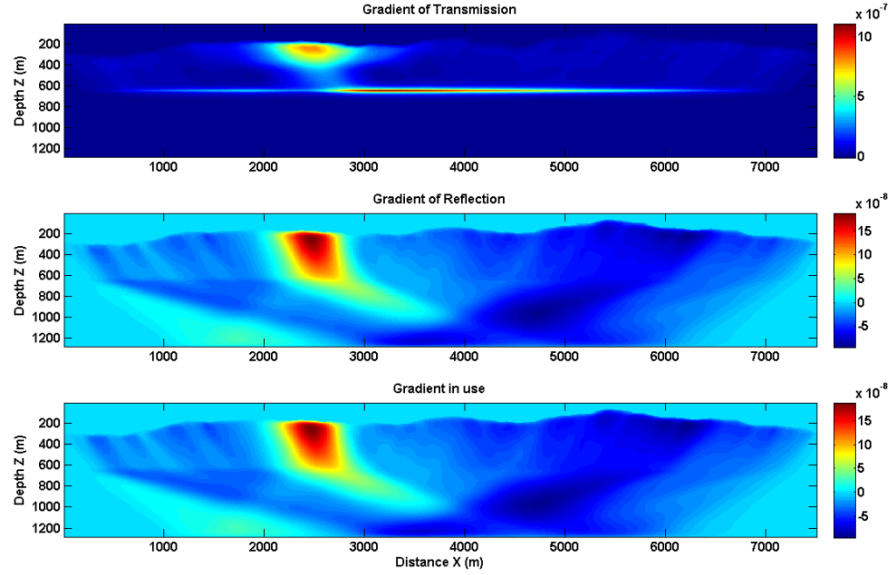 Gradient of Transmission
x 10^-7
Depth Z (m)
200
400
600
800
1000
1200
10
5
0
1000 2000 3000 4000 5000 6000 7000
Gradient of Reflection
x 10^-8
Depth Z (m)
200
400
600
800
1000
1200
15
10
5
0
-5
1000 2000 3000 4000 5000 6000 7000
Gradient in use
x 10^-8
Depth Z (m)
200
400
600
800
1000
1200
15
10
5
0
-5
1000 2000 3000 4000 5000 6000 7000
Distance X (m)